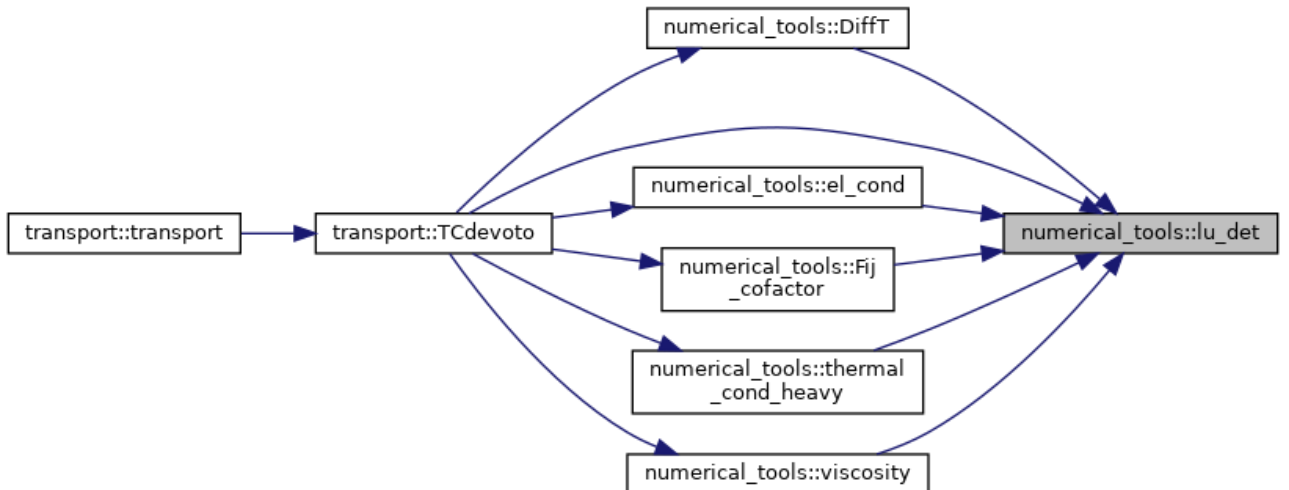 numerical_tools::DiffT
numerical_tools::el_cond
transport::transport
transport::TCdevoto
numerical_tools::lu_det
numerical_tools::Fij
_cofactor
numerical_tools::thermal
_cond_heavy
numerical_tools::viscosity